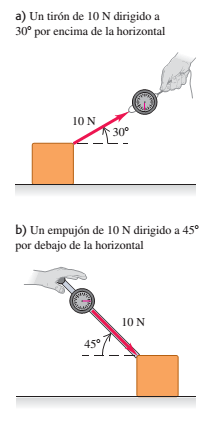 a) Un tirón de 10 N dirigido a
30° por encima de la horizontal
10 N
30°
b) Un empujón de 10 N dirigido a 45°
por debajo de la horizontal
10 N
45°